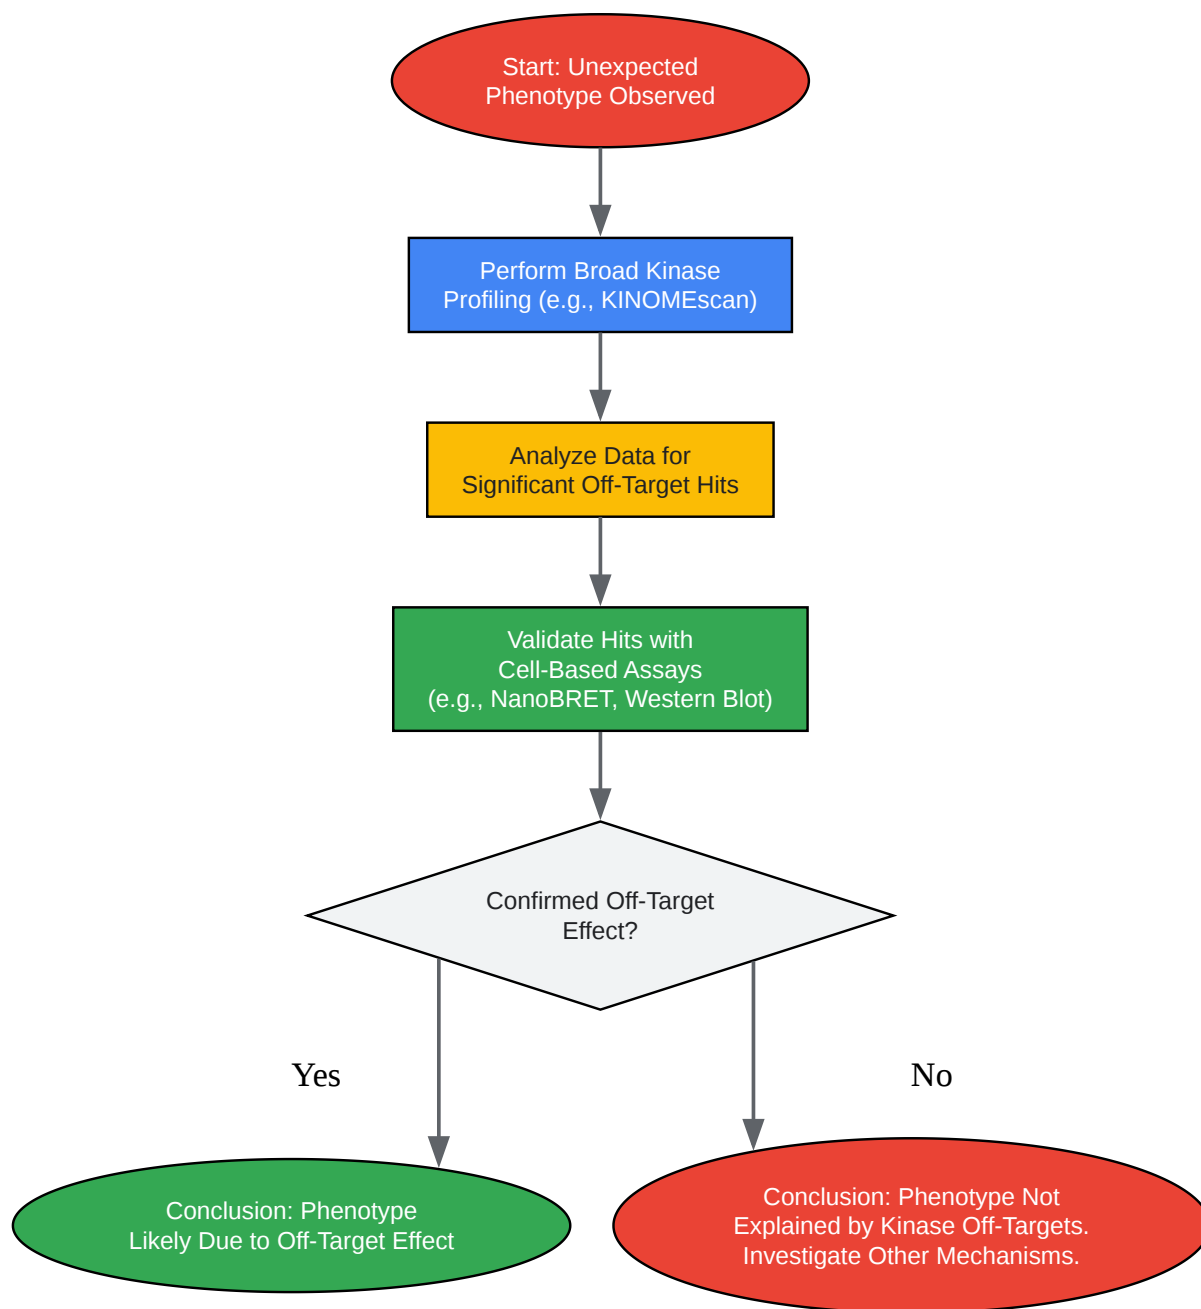 Start: Unexpected
Phenotype Observed
Perform Broad Kinase
Profiling (e.g., KINOMEscan)
Analyze Data for
Significant Off-Target Hits
Validate Hits with
Cell-Based Assays
(e.g., NanoBRET, Western Blot)
Confirmed Off-Target
Effect?
Yes
No
Conclusion: Phenotype
Likely Due to Off-Target Effect
Conclusion: Phenotype Not
Explained by Kinase Off-Targets.
Investigate Other Mechanisms.